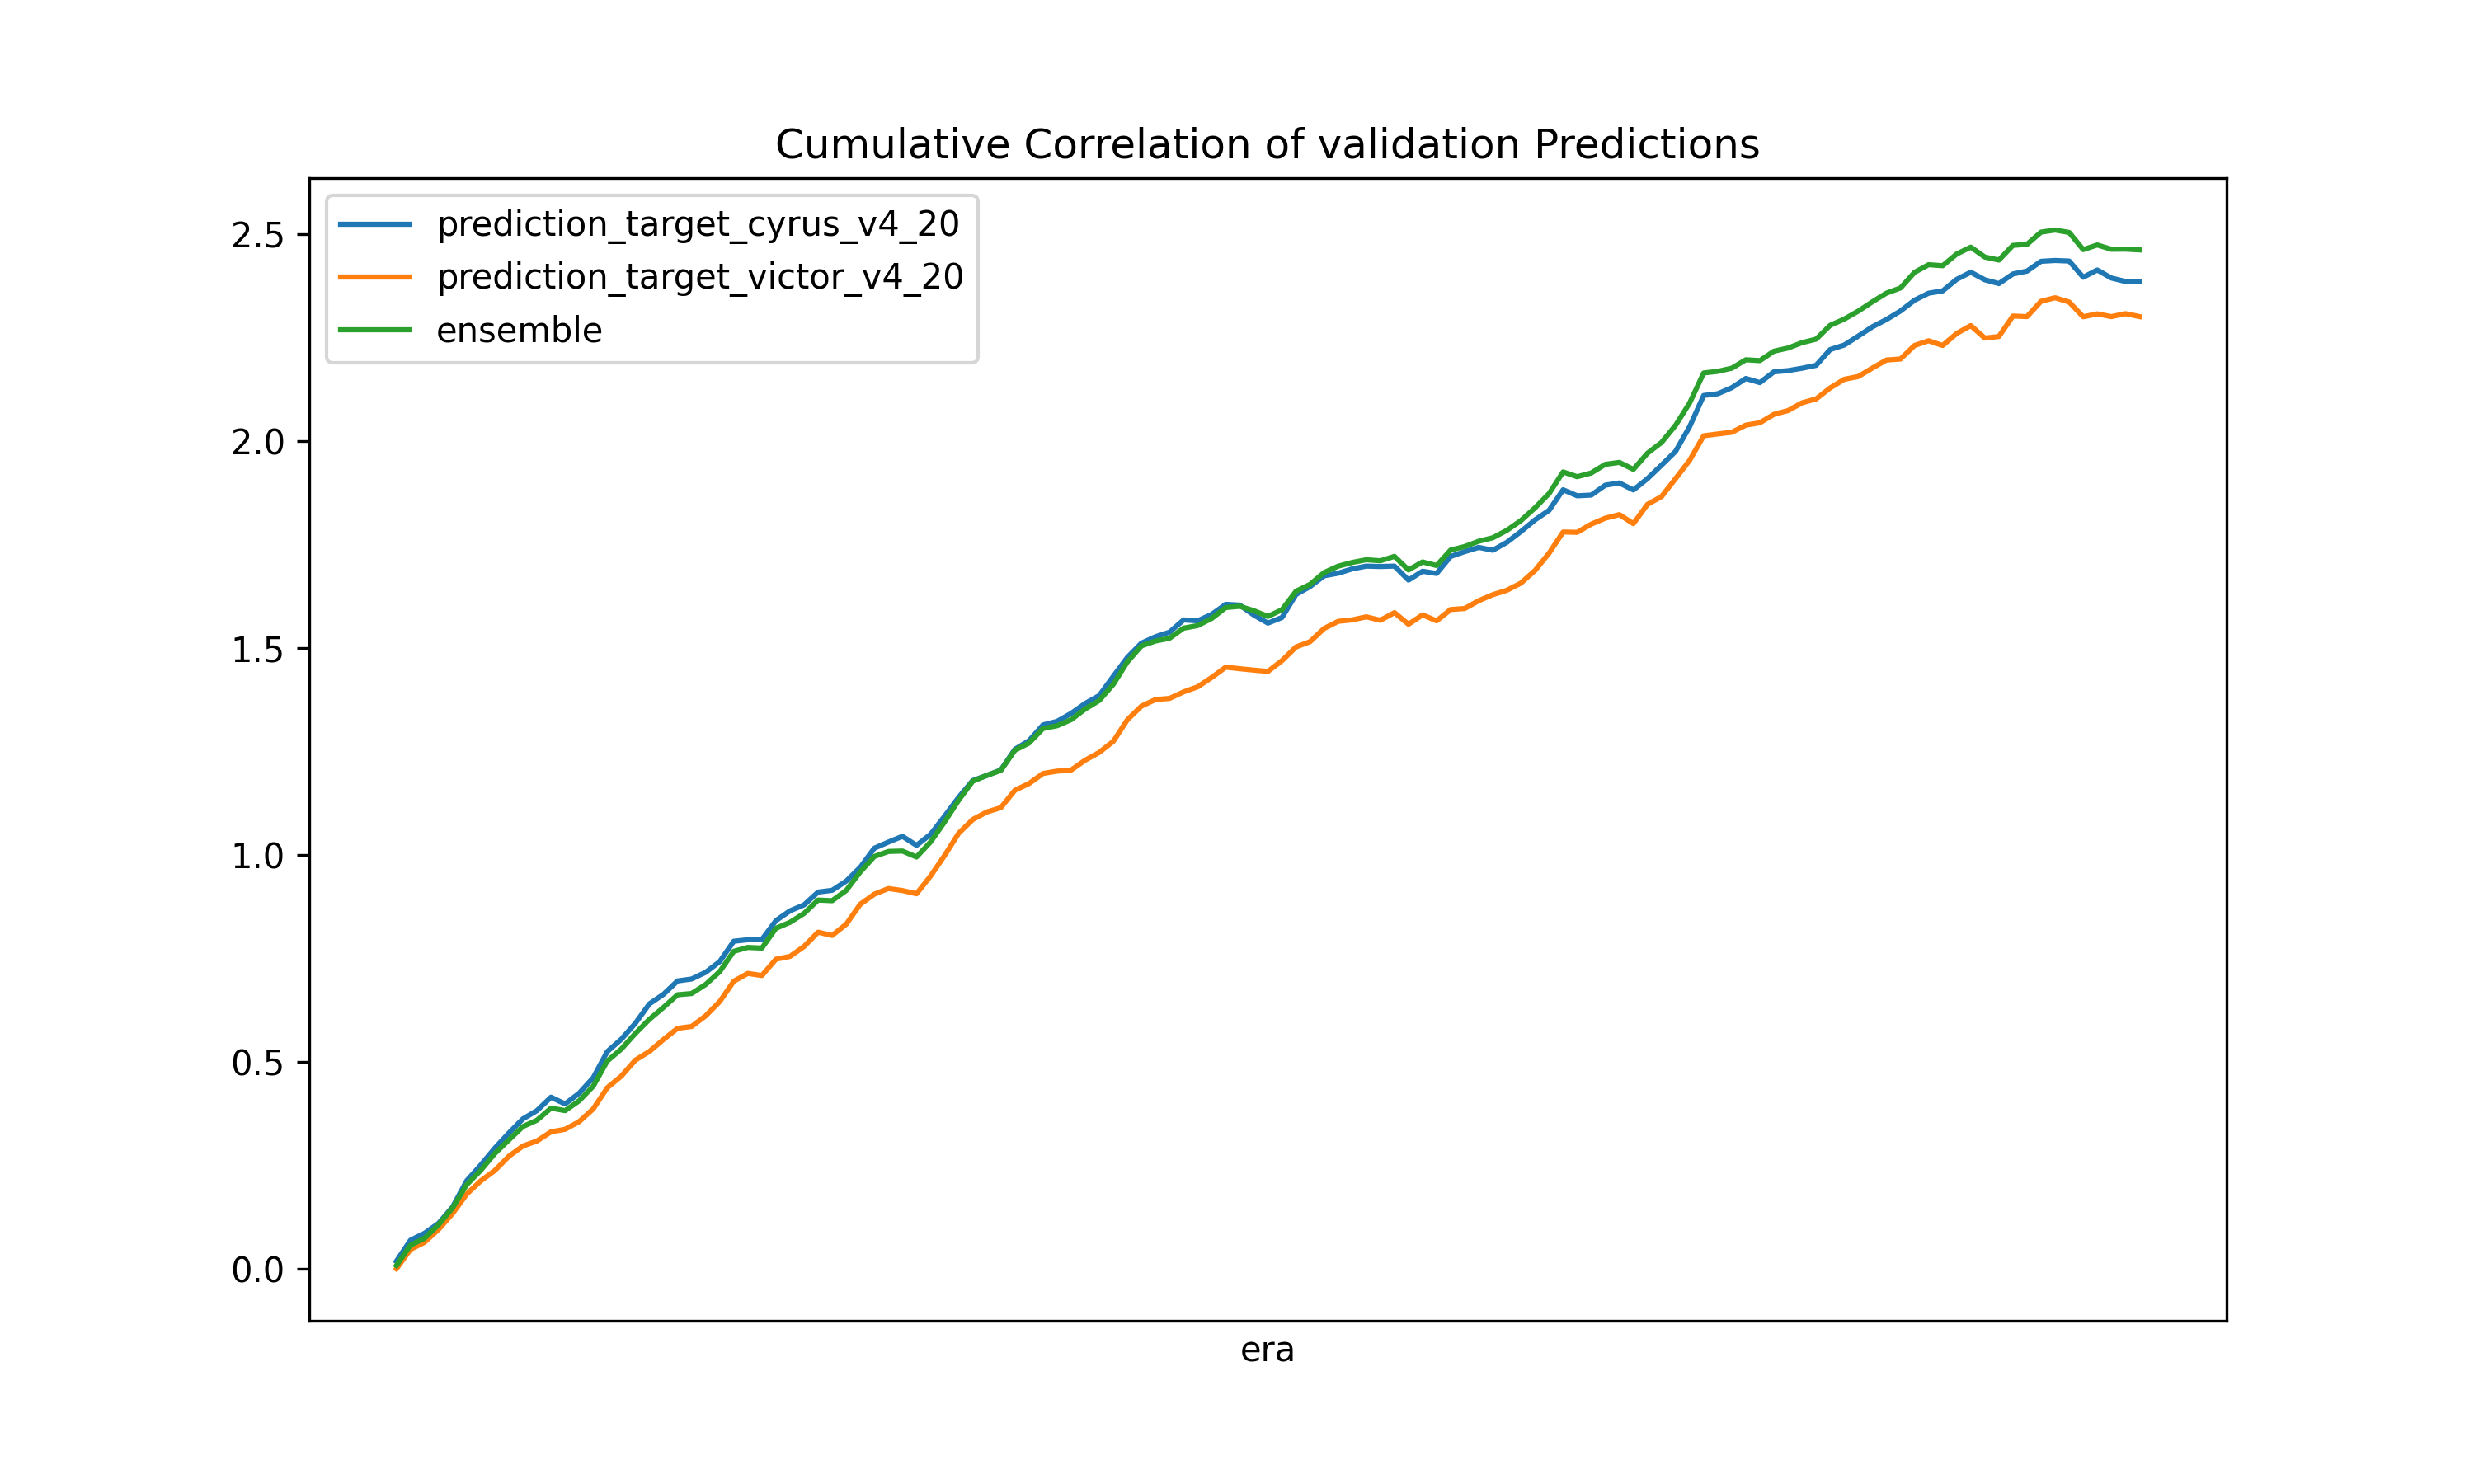 Cumulative Correlation of validation Predictions
prediction_target_cyrus_v4_20
prediction_target_victor_v4_20
ensemble
2.5
2.0
1.5
1.0
0.5
0.0
era